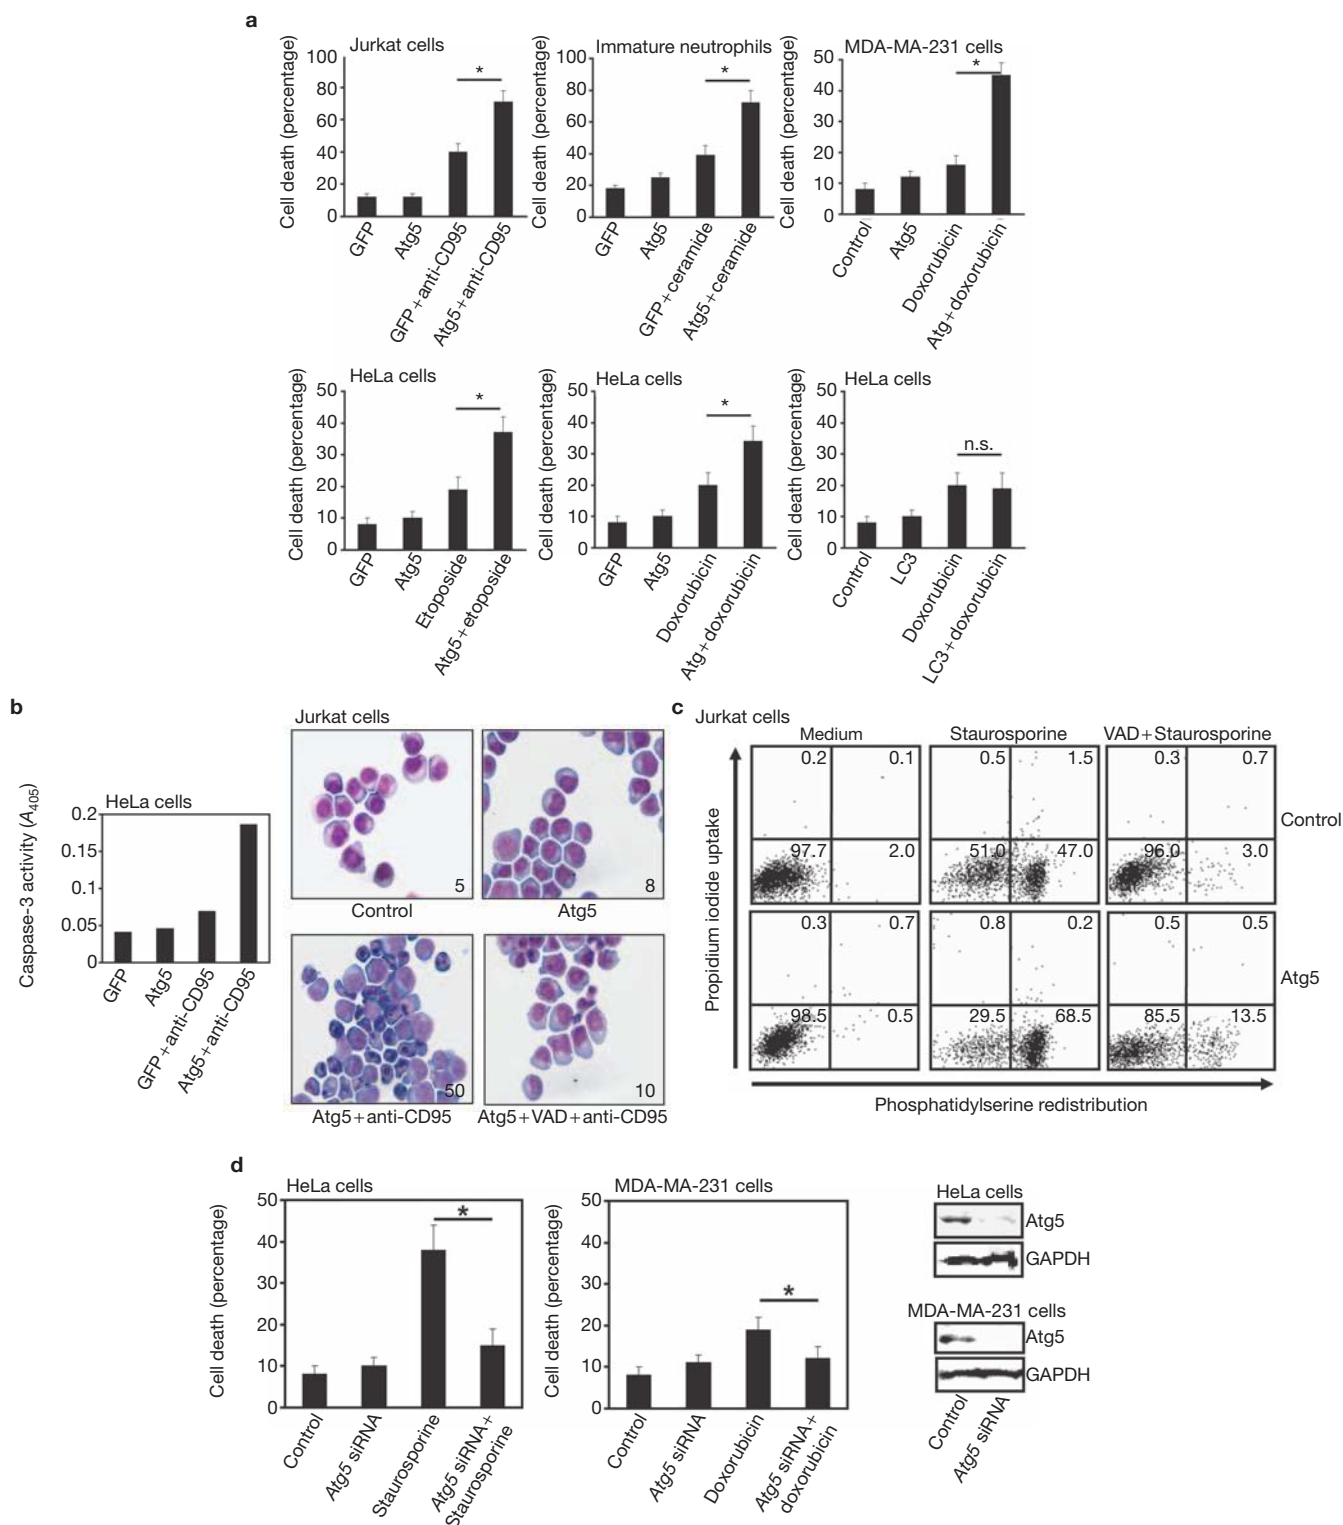 a
Jurkat cells
Cell death (percentage)
100
80
60
40
20
0
*
GFP
Atg5
GFP+anti-CD95
Atg5+anti-CD95
Immature neutrophils
Cell death (percentage)
100
80
60
40
20
0
*
GFP
Atg5
GFP+ceramide
Atg5+ceramide
MDA-MA-231 cells
Cell death (percentage)
50
40
30
20
10
0
*
Control
Atg5
Doxorubicin
Atg+doxorubicin
HeLa cells
Cell death (percentage)
50
40
30
20
10
0
*
GFP
Atg5
Etoposide
Atg5+etoposide
HeLa cells
Cell death (percentage)
50
40
30
20
10
0
*
GFP
Atg5
Doxorubicin
Atg+doxorubicin
HeLa cells
Cell death (percentage)
50
40
30
20
10
0
n.s.
Control
LC3
Doxorubicin
LC3+doxorubicin
b
HeLa cells
Caspase-3 activity (A405)
0.2
0.15
0.1
0.05
0
GFP
Atg5
GFP+anti-CD95
Atg5+anti-CD95
Jurkat cells
5
Control
8
Atg5
50
Atg5+anti-CD95
10
Atg5+VAD+anti-CD95
c
Jurkat cells
Medium
Staurosporine
VAD+Staurosporine
Propidium iodide uptake
0.2 0.1
97.7 2.0
0.5 1.5
51.0 47.0
0.3 0.7
96.0 3.0
Control
0.3 0.7
98.5 0.5
0.8 0.2
29.5 68.5
0.5 0.5
85.5 13.5
Atg5
Phosphatidylserine redistribution
d
HeLa cells
Cell death (percentage)
50
40
30
20
10
0
*
Control
Atg5 siRNA
Staurosporine
Atg5 siRNA+
Staurosporine
MDA-MA-231 cells
Cell death (percentage)
50
40
30
20
10
0
*
Control
Atg5 siRNA
Doxorubicin
Atg5 siRNA+
doxorubicin
HeLa cells
Atg5
GAPDH
MDA-MA-231 cells
Atg5
GAPDH
Control
Atg5 siRNA